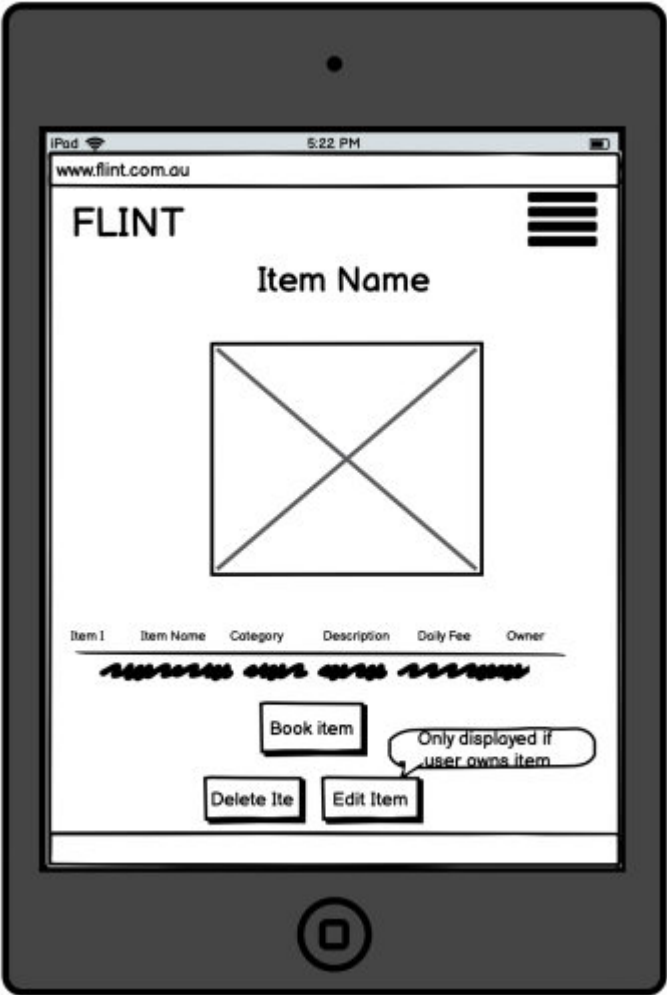 iPad 5:22 PM
www.flint.com.au
FLINT
Item Name
Item I Item Name Category Description Daily Fee Owner
Book item
Only displayed if
user owns item
Delete Ite Edit Item